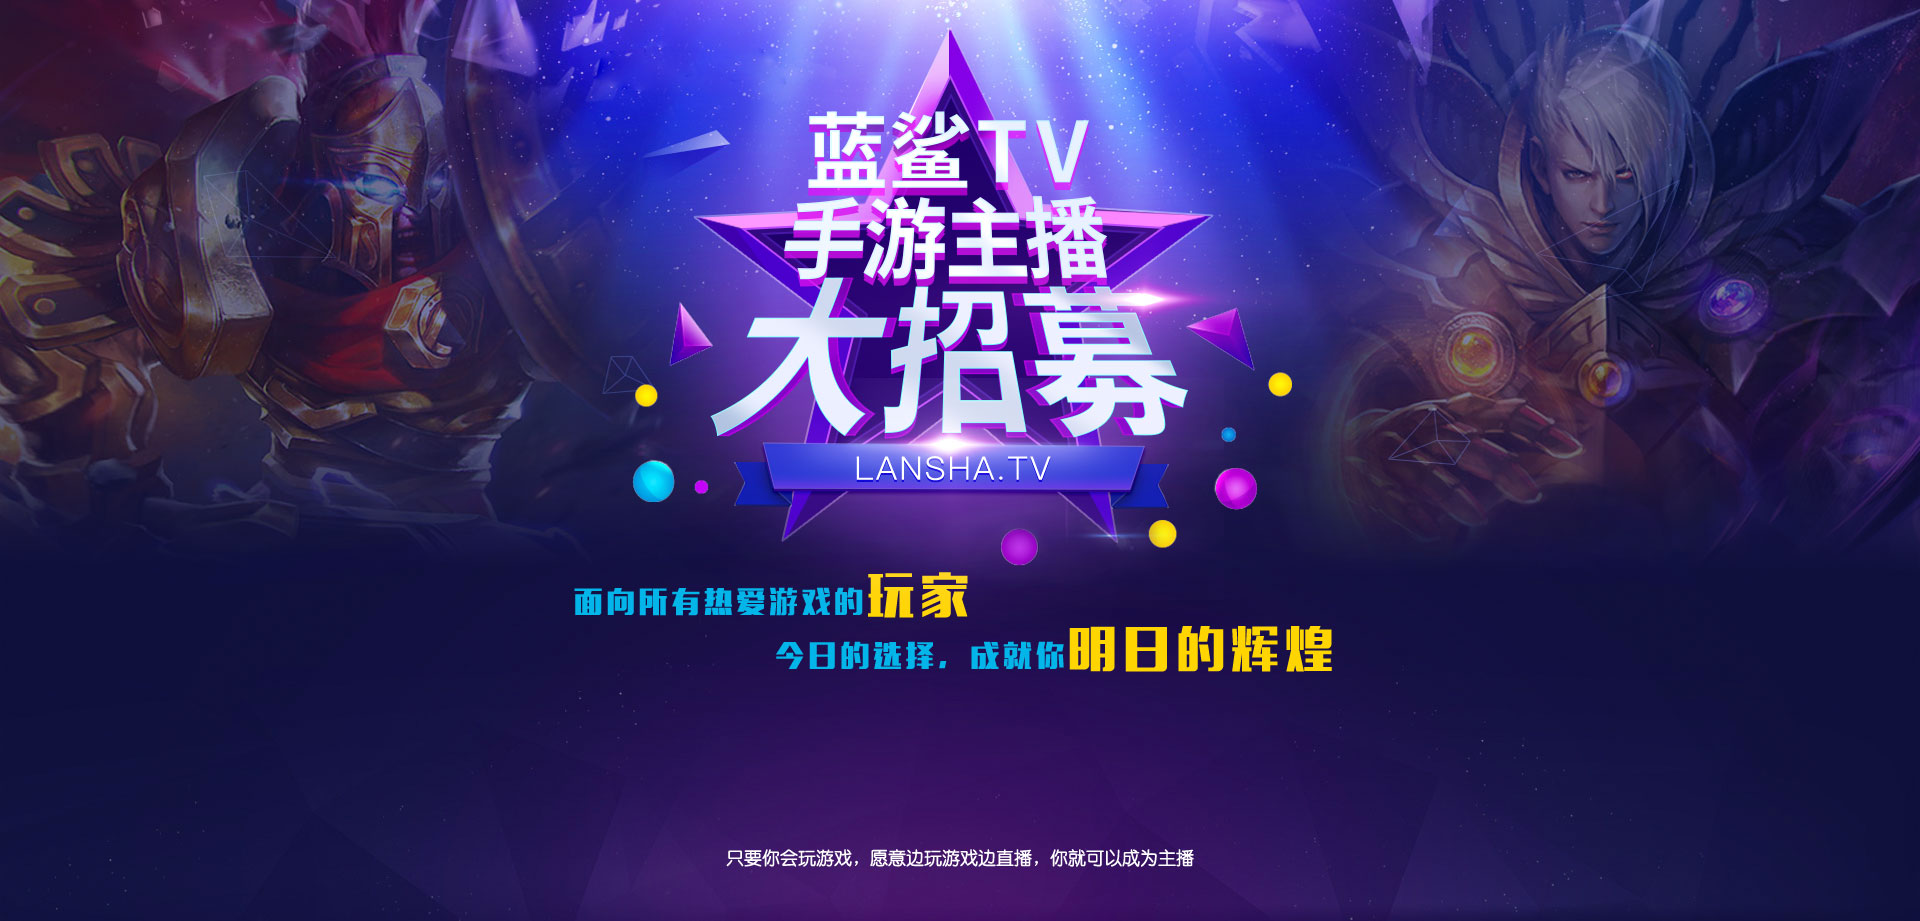 蓝鲨TV
手游主播
大招募
LANSHA.TV
面向所有热爱游戏的玩家
今日的选择，成就你明日的辉煌
只要你会玩游戏，愿意边玩游戏边直播，你就可以成为主播